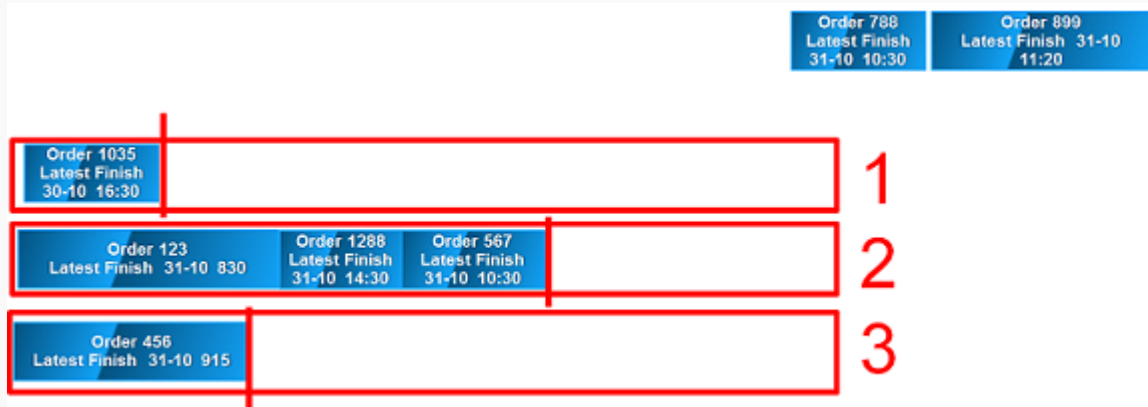 Order 788
Latest Finish
31-10 10:30
Order 899
Latest Finish 31-10
11:20
Order 1035
Latest Finish
30-10 16:30
1
Order 123
Latest Finish 31-10 830
Order 1288
Latest Finish
31-10 14:30
Order 567
Latest Finish
31-10 10:30
2
Order 456
Latest Finish 31-10 915
3